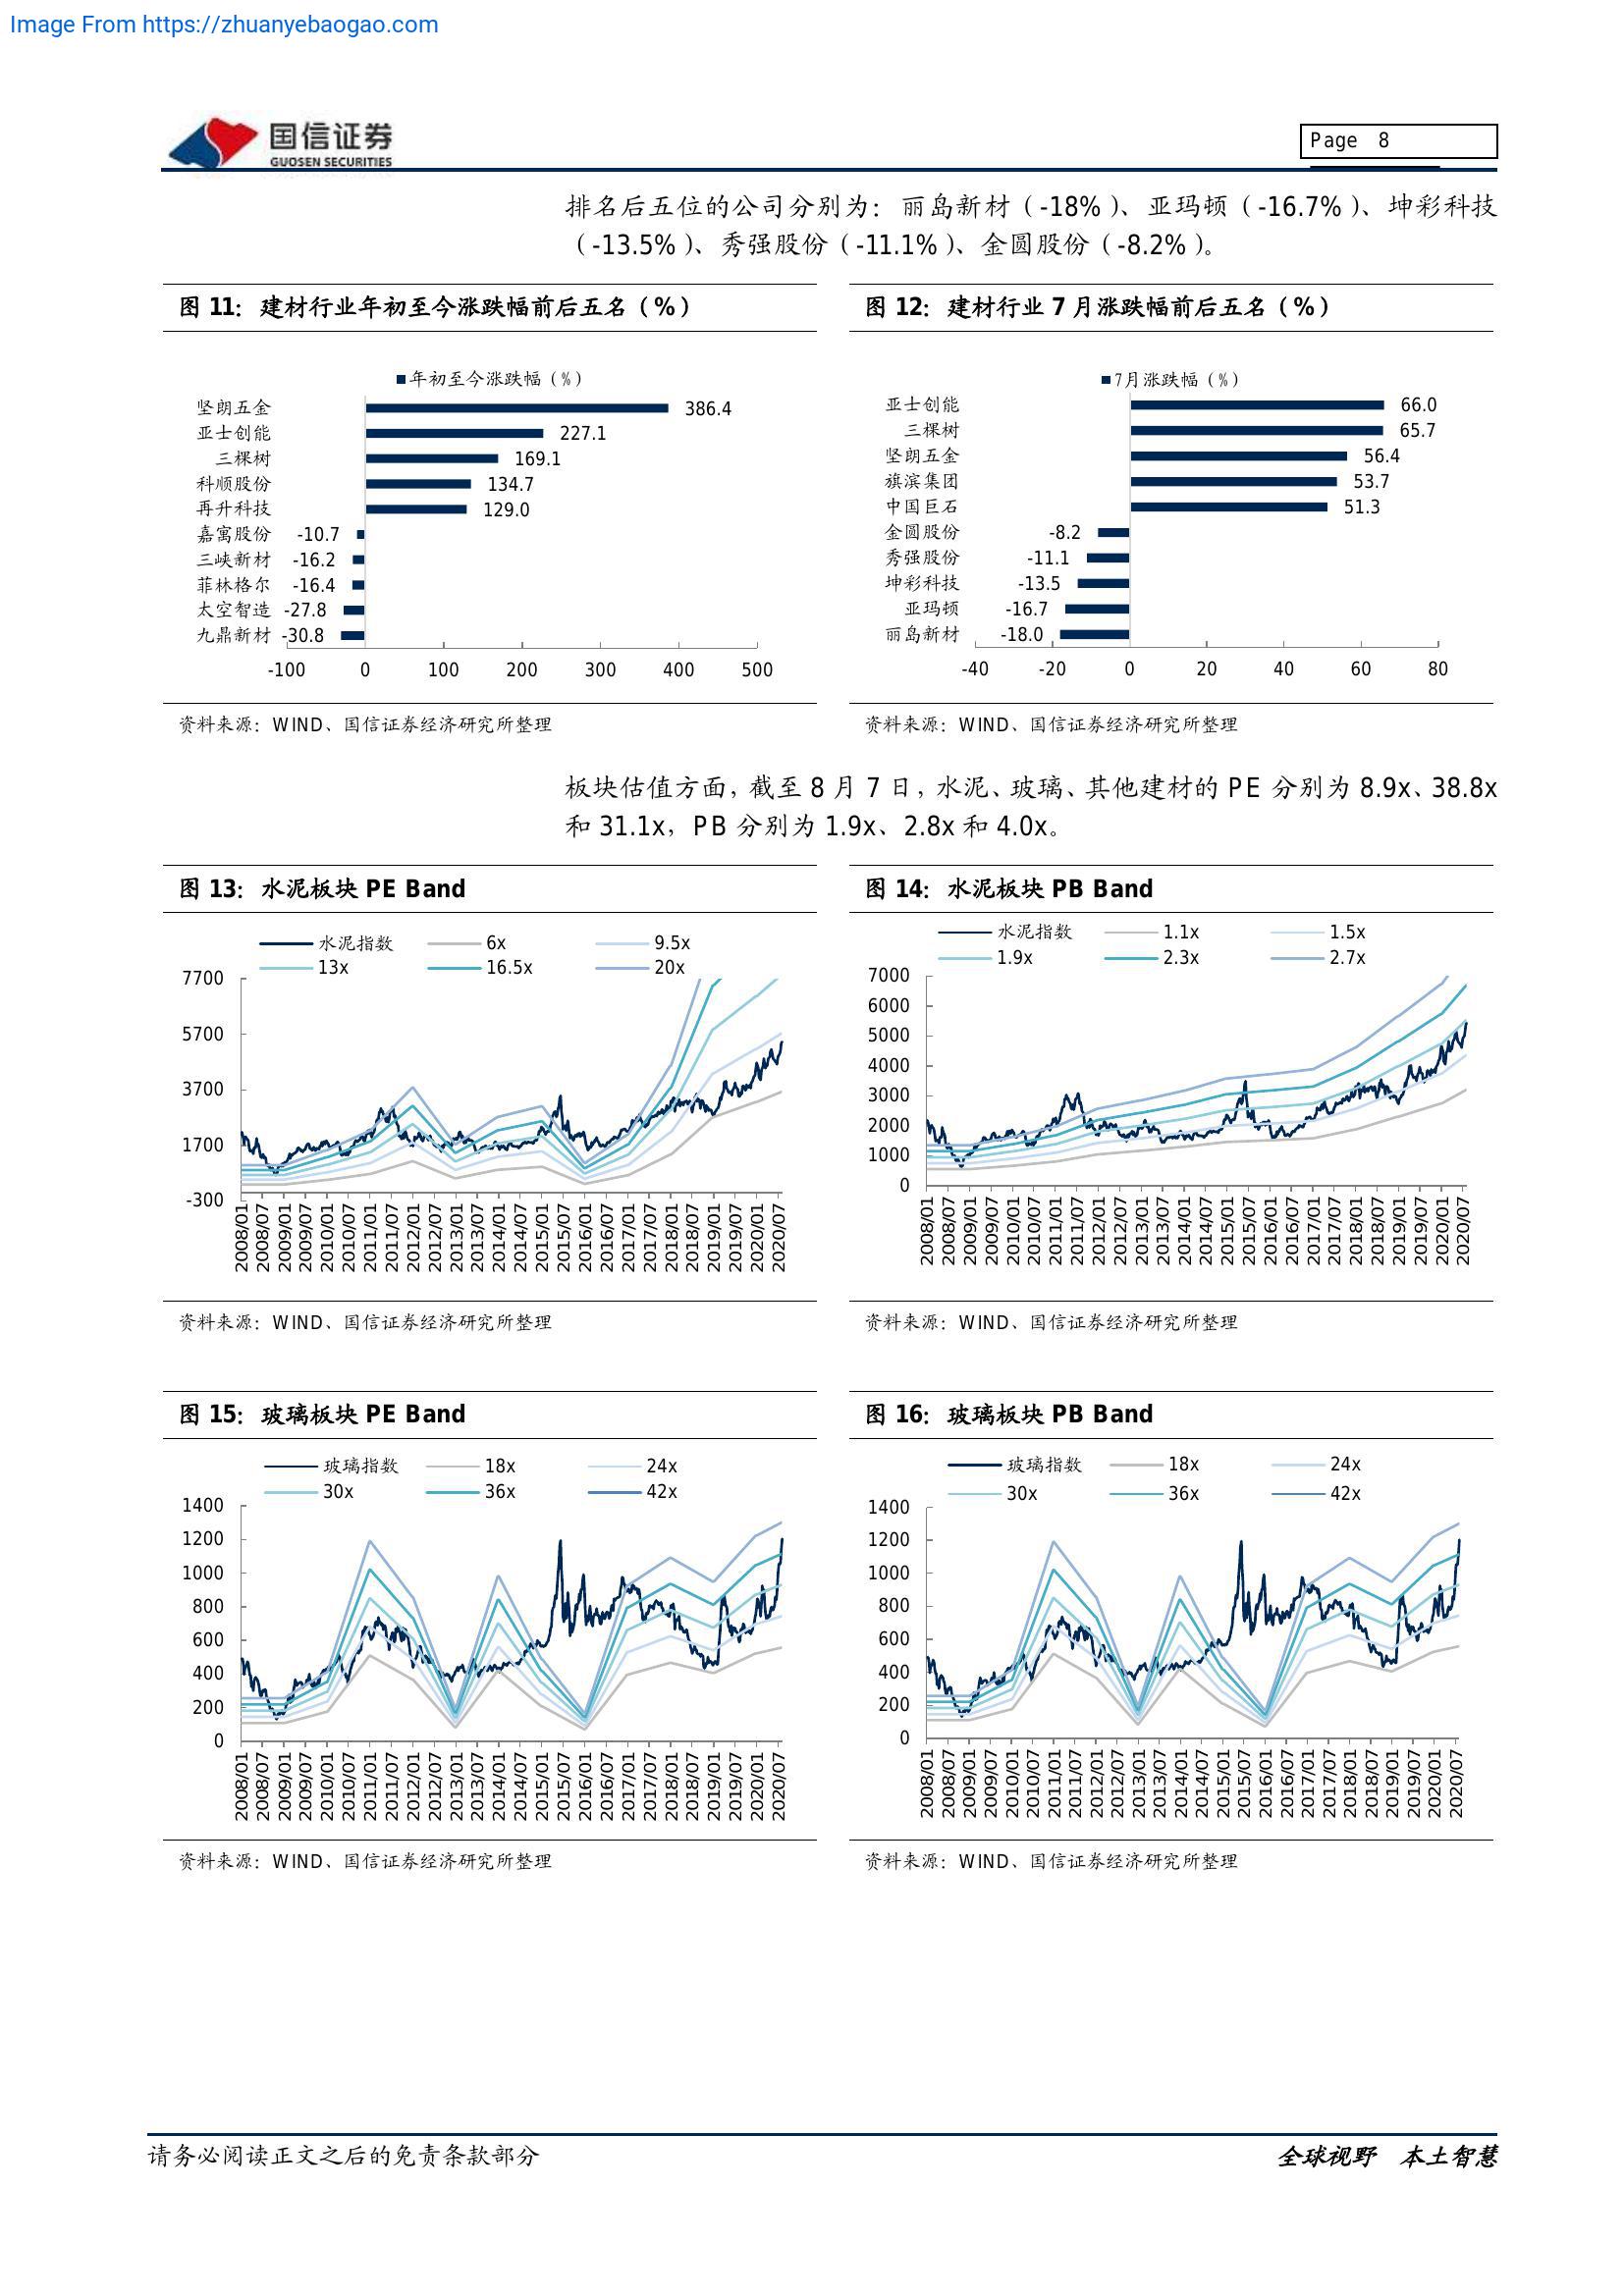 Image From https://zhuanyebaogao.com
国信证券
GUOSEN SECURITIES
Page 8
排名后五位的公司分别为：丽岛新材（-18%）、亚玛顿（-16.7%）、坤彩科技
（-13.5%）、秀强股份（-11.1%）、金圆股份（-8.2%）。
图 11：建材行业年初至今涨跌幅前后五名（%）
年初至今涨跌幅（%）
坚朗五金 386.4
亚士创能 227.1
三棵树 169.1
科顺股份 134.7
再升科技 129.0
嘉寓股份 -10.7
三峡新材 -16.2
菲林格尔 -16.4
太空智造 -27.8
九鼎新材 -30.8
-100 0 100 200 300 400 500
资料来源：WIND、国信证券经济研究所整理
图 12：建材行业 7 月涨跌幅前后五名（%）
7月涨跌幅（%）
亚士创能 66.0
三棵树 65.7
坚朗五金 56.4
旗滨集团 53.7
中国巨石 51.3
金圆股份 -8.2
秀强股份 -11.1
坤彩科技 -13.5
亚玛顿 -16.7
丽岛新材 -18.0
-40 -20 0 20 40 60 80
资料来源：WIND、国信证券经济研究所整理
板块估值方面，截至 8 月 7 日，水泥、玻璃、其他建材的 PE 分别为 8.9x、38.8x
和 31.1x，PB 分别为 1.9x、2.8x 和 4.0x。
图 13：水泥板块 PE Band
水泥指数 6x 9.5x
13x 16.5x 20x
7700
5700
3700
1700
-300
2008/01 2008/07 2009/01 2009/07 2010/01 2010/07 2011/01 2011/07 2012/01 2012/07 2013/01 2013/07 2014/01 2014/07 2015/01 2015/07 2016/01 2016/07 2017/01 2017/07 2018/01 2018/07 2019/01 2019/07 2020/01 2020/07
资料来源：WIND、国信证券经济研究所整理
图 14：水泥板块 PB Band
水泥指数 1.1x 1.5x
1.9x 2.3x 2.7x
7000
6000
5000
4000
3000
2000
1000
0
2008/01 2008/07 2009/01 2009/07 2010/01 2010/07 2011/01 2011/07 2012/01 2012/07 2013/01 2013/07 2014/01 2014/07 2015/01 2015/07 2016/01 2016/07 2017/01 2017/07 2018/01 2018/07 2019/01 2019/07 2020/01 2020/07
资料来源：WIND、国信证券经济研究所整理
图 15：玻璃板块 PE Band
玻璃指数 18x 24x
30x 36x 42x
1400
1200
1000
800
600
400
200
0
2008/01 2008/07 2009/01 2009/07 2010/01 2010/07 2011/01 2011/07 2012/01 2012/07 2013/01 2013/07 2014/01 2014/07 2015/01 2015/07 2016/01 2016/07 2017/01 2017/07 2018/01 2018/07 2019/01 2019/07 2020/01 2020/07
资料来源：WIND、国信证券经济研究所整理
图 16：玻璃板块 PB Band
玻璃指数 18x 24x
30x 36x 42x
1400
1200
1000
800
600
400
200
0
2008/01 2008/07 2009/01 2009/07 2010/01 2010/07 2011/01 2011/07 2012/01 2012/07 2013/01 2013/07 2014/01 2014/07 2015/01 2015/07 2016/01 2016/07 2017/01 2017/07 2018/01 2018/07 2019/01 2019/07 2020/01 2020/07
资料来源：WIND、国信证券经济研究所整理
请务必阅读正文之后的免责条款部分
全球视野 本土智慧